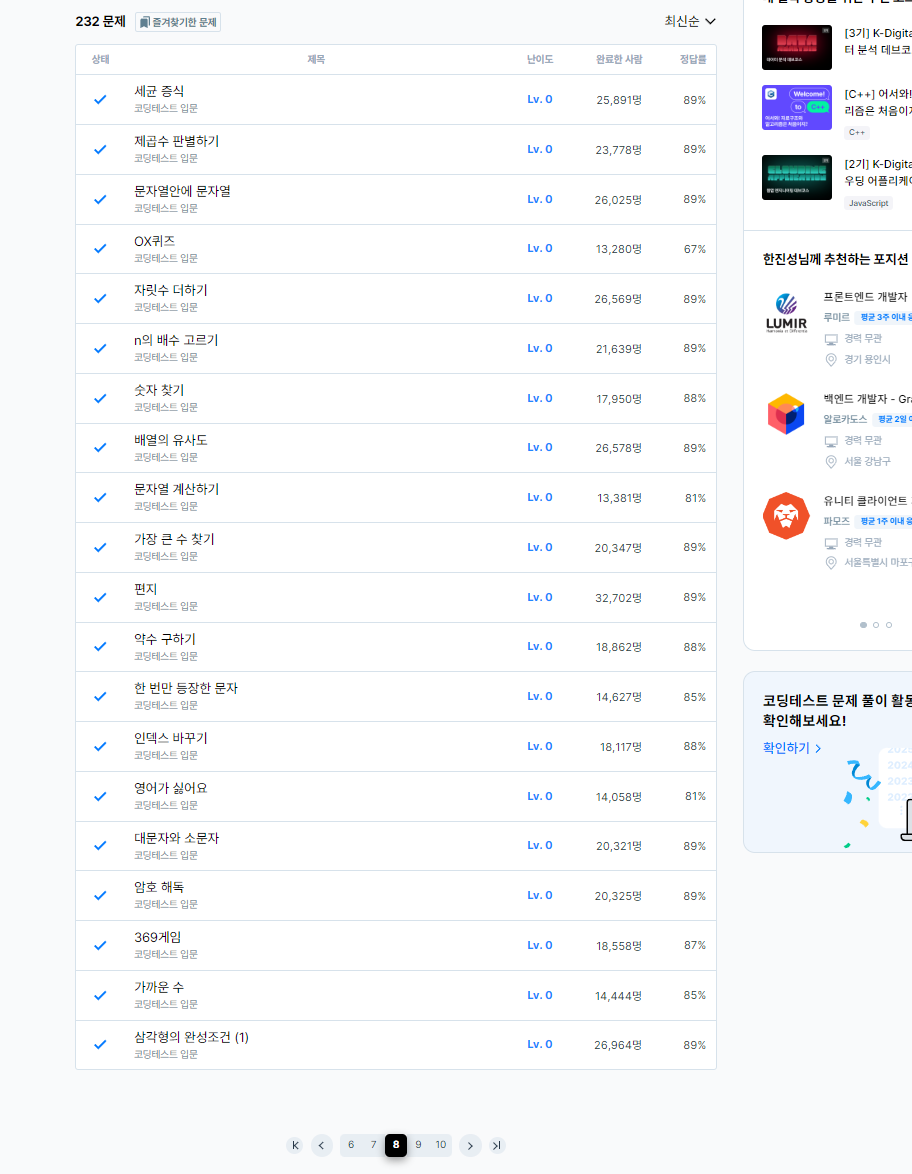 232 문제
즐겨찾기한 문제
최신순
상태 제목 난이도 완료한 사람 정답률
세균 증식 Lv. 0 25,891명 89%
코딩테스트 입문
제곱수 판별하기 Lv. 0 23,778명 89%
코딩테스트 입문
문자열안에 문자열 Lv. 0 26,025명 89%
코딩테스트 입문
OX퀴즈 Lv. 0 13,280명 67%
코딩테스트 입문
자릿수 더하기 Lv. 0 26,569명 89%
코딩테스트 입문
n의 배수 고르기 Lv. 0 21,639명 89%
코딩테스트 입문
숫자 찾기 Lv. 0 17,950명 88%
코딩테스트 입문
배열의 유사도 Lv. 0 26,578명 89%
코딩테스트 입문
문자열 계산하기 Lv. 0 13,381명 81%
코딩테스트 입문
가장 큰 수 찾기 Lv. 0 20,347명 89%
코딩테스트 입문
편지 Lv. 0 32,702명 89%
코딩테스트 입문
약수 구하기 Lv. 0 18,862명 88%
코딩테스트 입문
한 번만 등장한 문자 Lv. 0 14,627명 85%
코딩테스트 입문
인덱스 바꾸기 Lv. 0 18,117명 88%
코딩테스트 입문
영어가 싫어요 Lv. 0 14,058명 81%
코딩테스트 입문
대문자와 소문자 Lv. 0 20,321명 89%
코딩테스트 입문
암호 해독 Lv. 0 20,325명 89%
코딩테스트 입문
369게임 Lv. 0 18,558명 87%
코딩테스트 입문
가까운 수 Lv. 0 14,444명 85%
코딩테스트 입문
삼각형의 완성조건 (1) Lv. 0 26,964명 89%
코딩테스트 입문
6 7 8 9 10
[3기] K-Digita
터 분석 데브코
Welcome!
to C++
[C++] 어서와!
리즘은 처음이지
C++
[2기] K-Digita
우딩 어플리케이
JavaScript
한진성님께 추천하는 포지션
LUMIR
프론트엔드 개발자
루미르 평균 3주 이내 응
경력 무관
경기 용인시
백엔드 개발자 - Gra
알로카도스 평균 2일 이
경력 무관
서울 강남구
유니티 클라이언트
파모즈 평균 1주 이내 응
경력 무관
서울특별시 마포구
코딩테스트 문제 풀이 활동
확인해보세요!
확인하기
2025
2024
2023